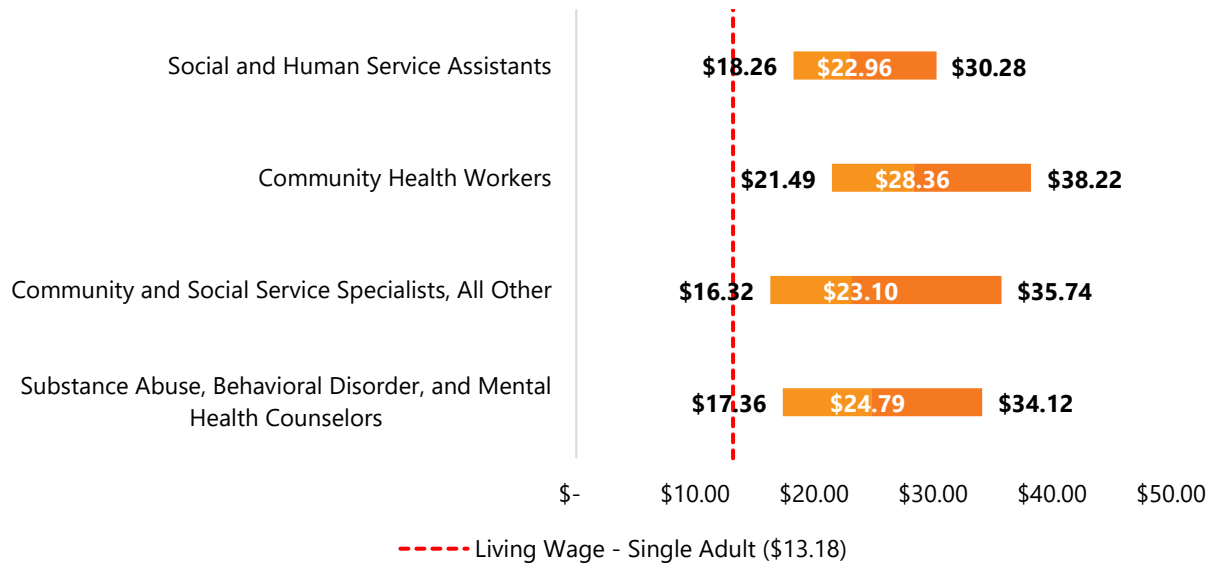 Social and Human Service Assistants $18.26 $22.96 $30.28
Community Health Workers $21.49 $28.36 $38.22
Community and Social Service Specialists, All Other $16.32 $23.10 $35.74
Substance Abuse, Behavioral Disorder, and Mental
Health Counselors $17.36 $24.79 $34.12
$- $10.00 $20.00 $30.00 $40.00 $50.00
Living Wage - Single Adult ($13.18)